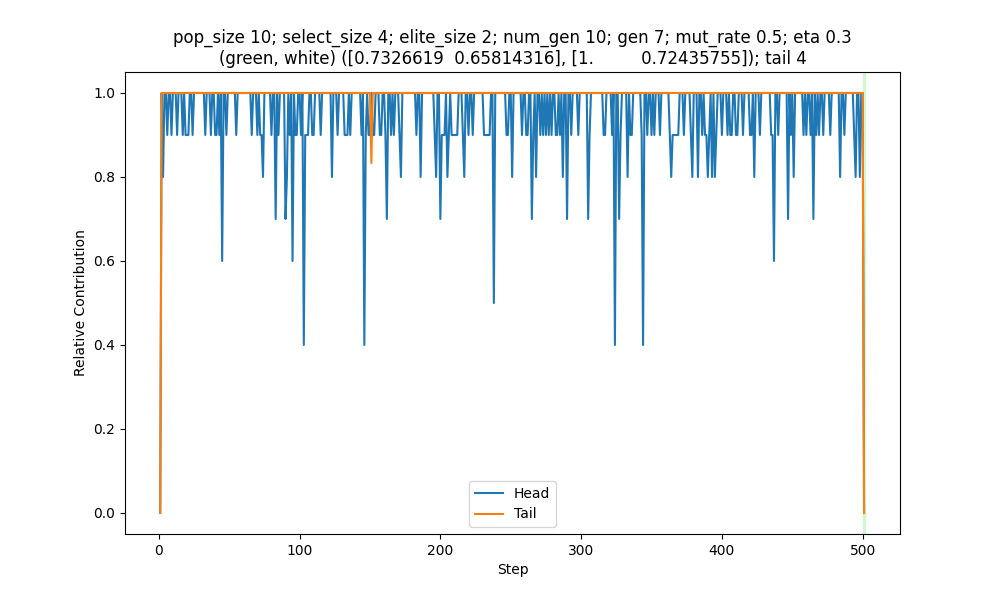 pop_size 10; select_size 4; elite_size 2; num_gen 10; gen 7; mut_rate 0.5; eta 0.3
(green, white) ([0.7326619  0.65814316], [1.         0.72435755]); tail 4
1.0
0.8
0.6
0.4
0.2
0.0
Relative Contribution
Head
Tail
0
100
200
300
400
500
Step